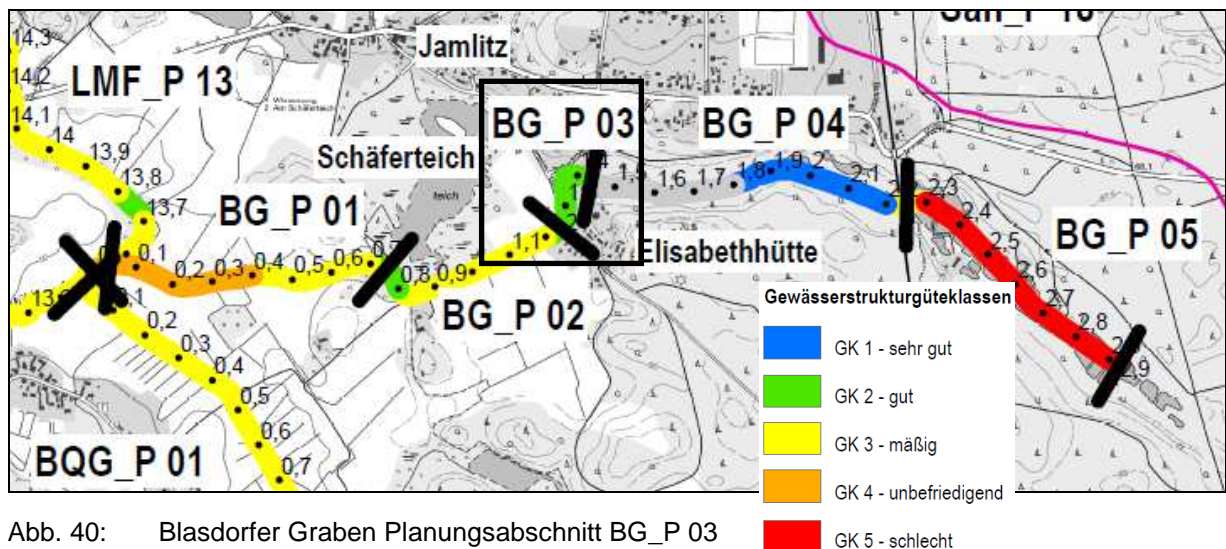 14,3
14,2
14,1
14
13,9
13,8
13,7
LMF_P 13
Jamlitz
Schäferteich
teich
BG_P 01
0,1
0,2
0,3
0,4
0,5
0,6
0,8
0,9
1,1
BG_P 02
BG_P 03
Elisabethhütte
1,6
1,7
1,8
1,9
2
2,1
BG_P 04
2,3
2,4
2,5
2,6
2,7
2,8
2,9
BG_P 05
0,2
0,3
0,4
0,5
0,6
0,7
BQG_P 01
Gewässerstrukturgüteklassen
GK 1 - sehr gut
GK 2 - gut
GK 3 - mäßig
GK 4 - unbefriedigend
GK 5 - schlecht
Abb. 40: Blasdorfer Graben Planungsabschnitt BG_P 03